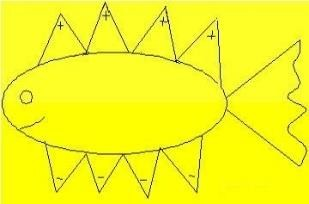 + + + +
- - - -